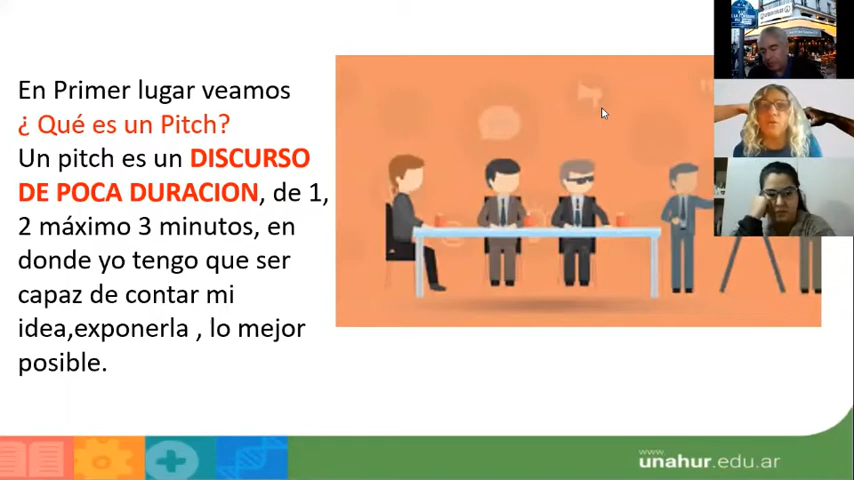 En Primer lugar veamos
¿ Qué es un Pitch?
Un pitch es un DISCURSO
DE POCA DURACION, de 1,
2 máximo 3 minutos, en
donde yo tengo que ser
capaz de contar mi
idea,exponerla , lo mejor
posible.
www
unahur.edu.ar